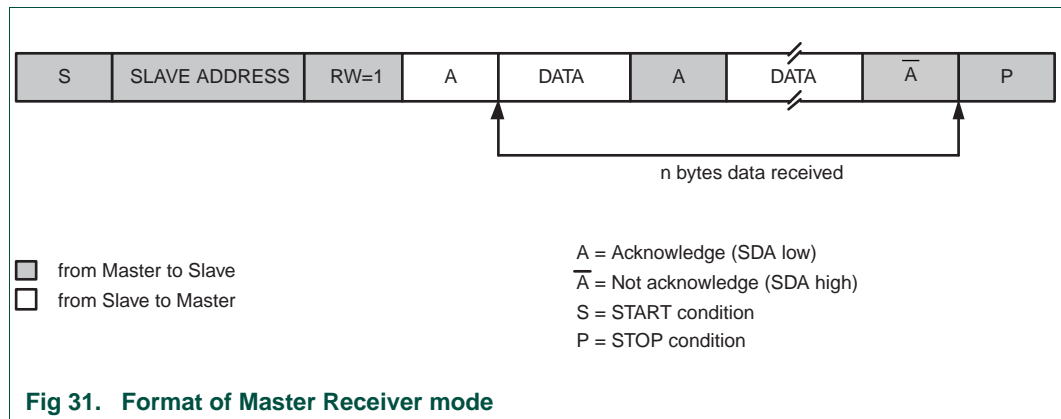 S SLAVE ADDRESS RW=1 A DATA A DATA A̅ P
n bytes data received
from Master to Slave
from Slave to Master
A = Acknowledge (SDA low)
A̅ = Not acknowledge (SDA high)
S = START condition
P = STOP condition
Fig 31. Format of Master Receiver mode